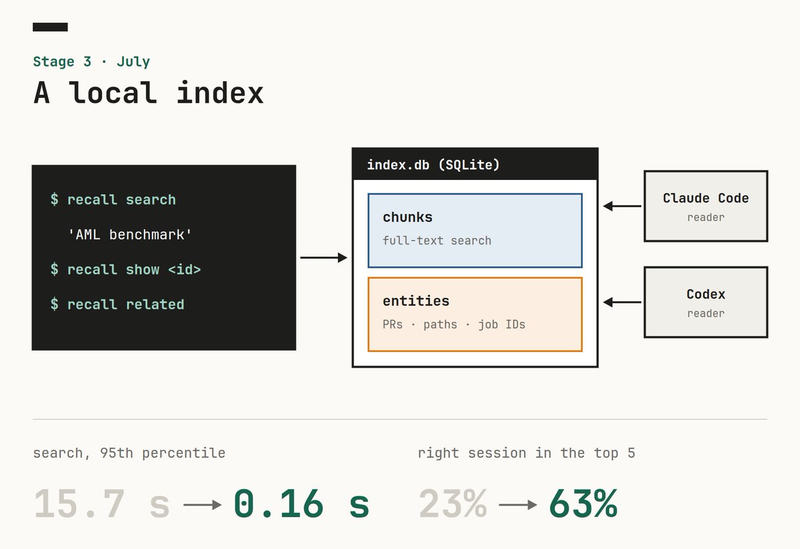 Stage 3 · July
A local index
$ recall search
'AML benchmark'
$ recall show <id>
$ recall related
index.db (SQLite)
chunks
full-text search
entities
PRs · paths · job IDs
Claude Code
reader
Codex
reader
search, 95th percentile
15.7 s → 0.16 s
right session in the top 5
23% → 63%